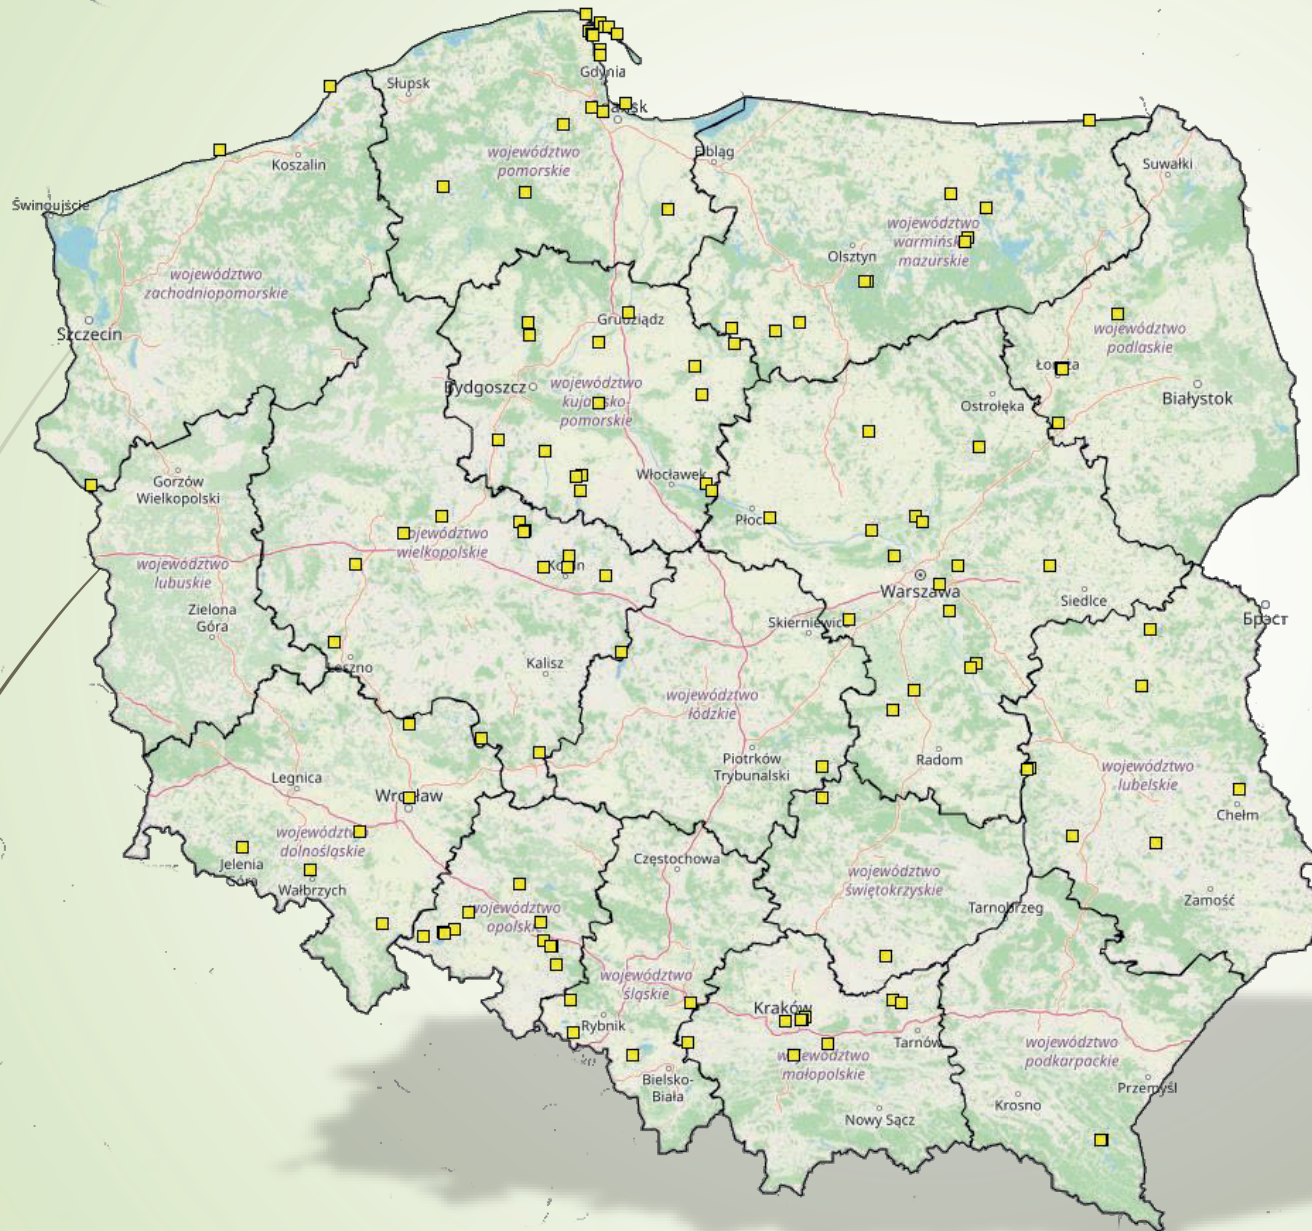 Gdynia
Słupsk
Elbląg
Suwałki
województwo
pomorskie
Koszalin
Świnoujście
województwo
warmińsko-
mazurskie
Olsztyn
województwo
zachodniopomorskie
Grudziądz
Szczecin
województwo
podlaskie
Bydgoszcz
województwo
kujawsko-
pomorskie
Białystok
Ostrołęka
Gorzów
Wielkopolski
Włocławek
Płock
województwo
wielkopolskie
województwo
lubuskie
Warszawa
Siedlce
Брэст
Zielona
Góra
Skierniewice
Leszno
Kalisz
województwo
łódzkie
Piotrków
Trybunalski
Radom
województwo
lubelskie
Legnica
Wrocław
Chełm
województwo
dolnośląskie
Jelenia
Góra
Wałbrzych
Częstochowa
województwo
świętokrzyskie
Zamość
Tarnobrzeg
województwo
opolskie
województwo
śląskie
Kraków
Rybnik
Tarnów
województwo
podkarpackie
województwo
małopolskie
Bielsko-
Biała
Przemyśl
Krosno
Nowy Sącz